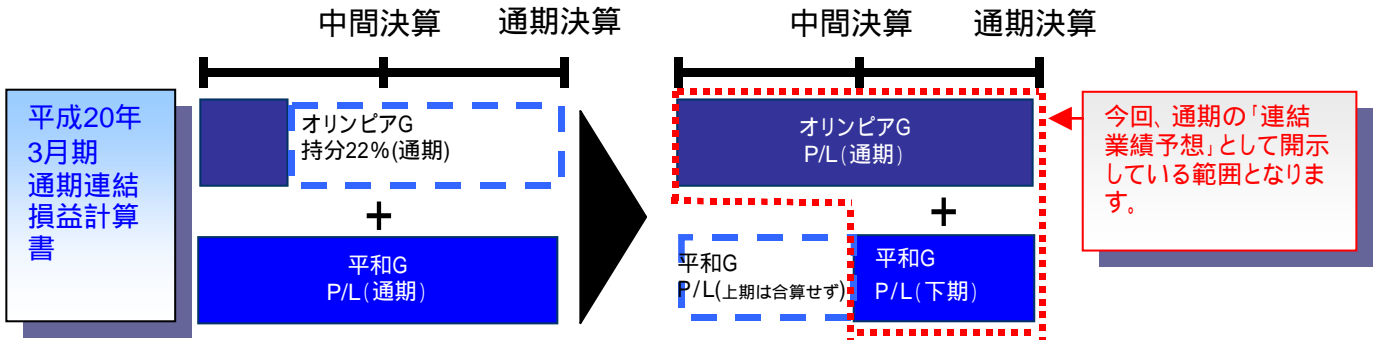 中間決算 通期決算
中間決算 通期決算
平成20年
3月期
通期連結
損益計算
書
オリンピアG
持分22%(通期)
+
平和G
P/L(通期)
オリンピアG
P/L(通期)
+
平和G
P/L(上期は合算せず)
平和G
P/L(下期)
今回、通期の「連結
業績予想」として開示
している範囲となりま
す。